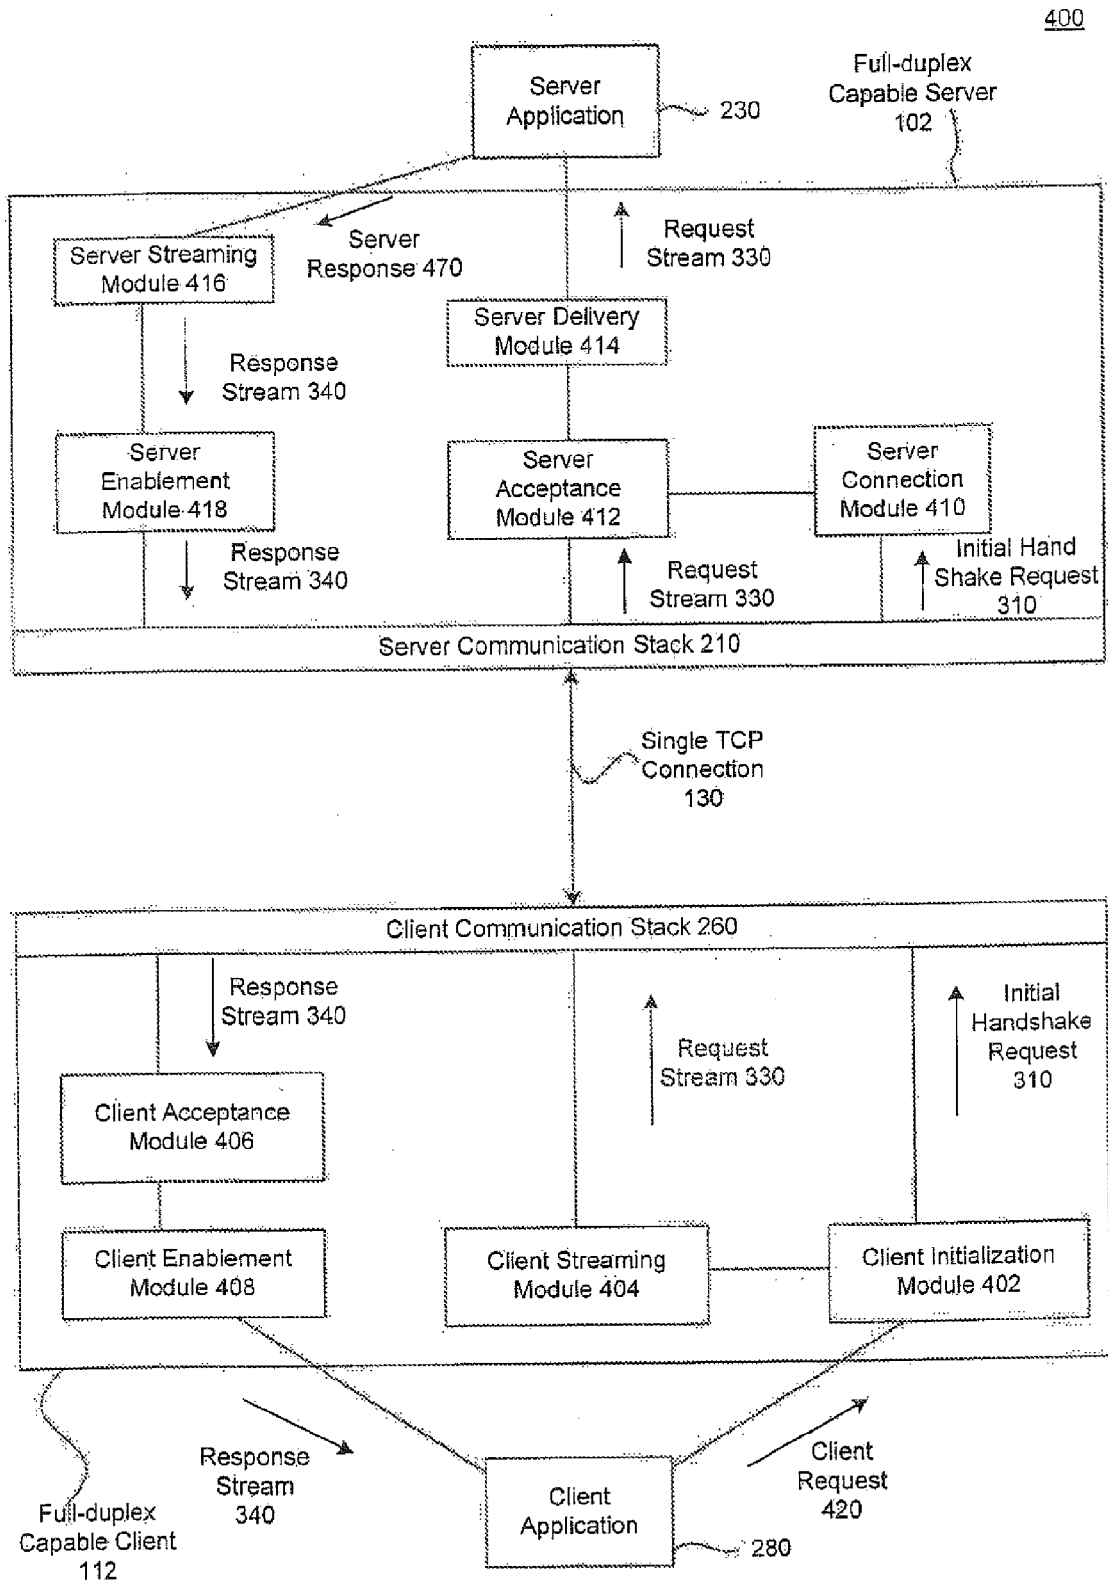 400
Server
Application
230
Full-duplex
Capable Server
102
Server Streaming
Module 416
Server
Response 470
Request
Stream 330
Server Delivery
Module 414
Response
Stream 340
Server
Enablement
Module 418
Server
Acceptance
Module 412
Server
Connection
Module 410
Response
Stream 340
Request
Stream 330
Initial Hand
Shake Request
310
Server Communication Stack 210
Single TCP
Connection
130
Client Communication Stack 260
Response
Stream 340
Request
Stream 330
Initial
Handshake
Request
310
Client Acceptance
Module 406
Client Enablement
Module 408
Client Streaming
Module 404
Client Initialization
Module 402
Response
Stream
340
Client
Request
420
Client
Application
280
Full-duplex
Capable Client
112